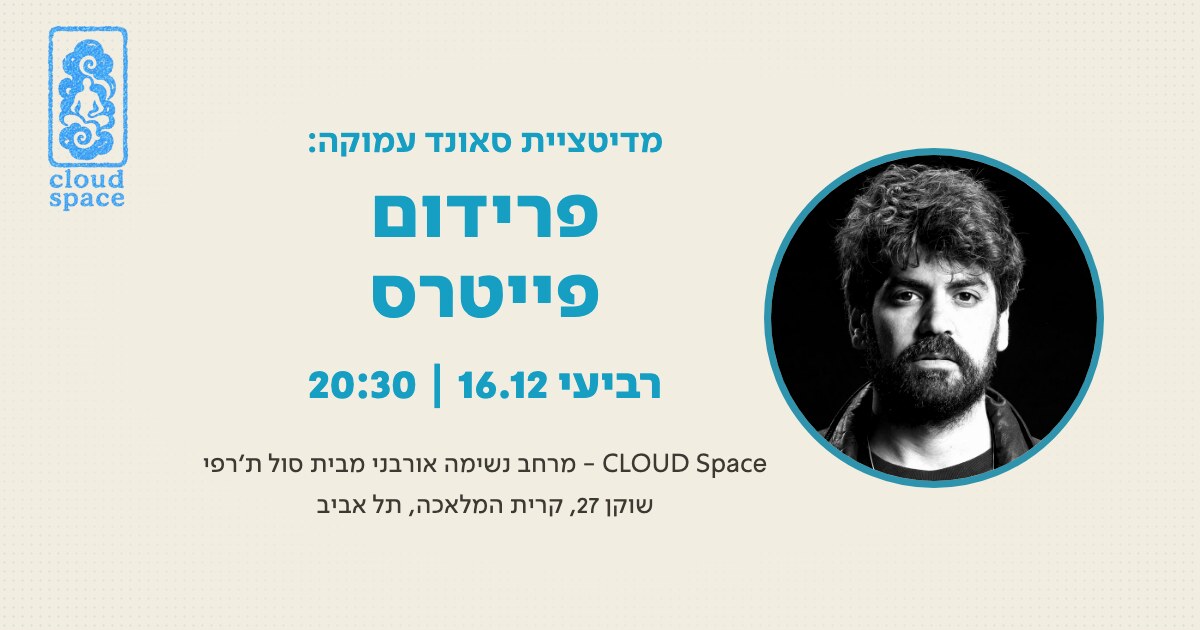 cloud
space
מדיטציית סאונד עמוקה:
פרידום
פייטרס
רביעי 16.12 | 20:30
CLOUD Space - מרחב נשימה אורבני מבית סול ת'רפי
שוקן 27, קרית המלאכה, תל אביב